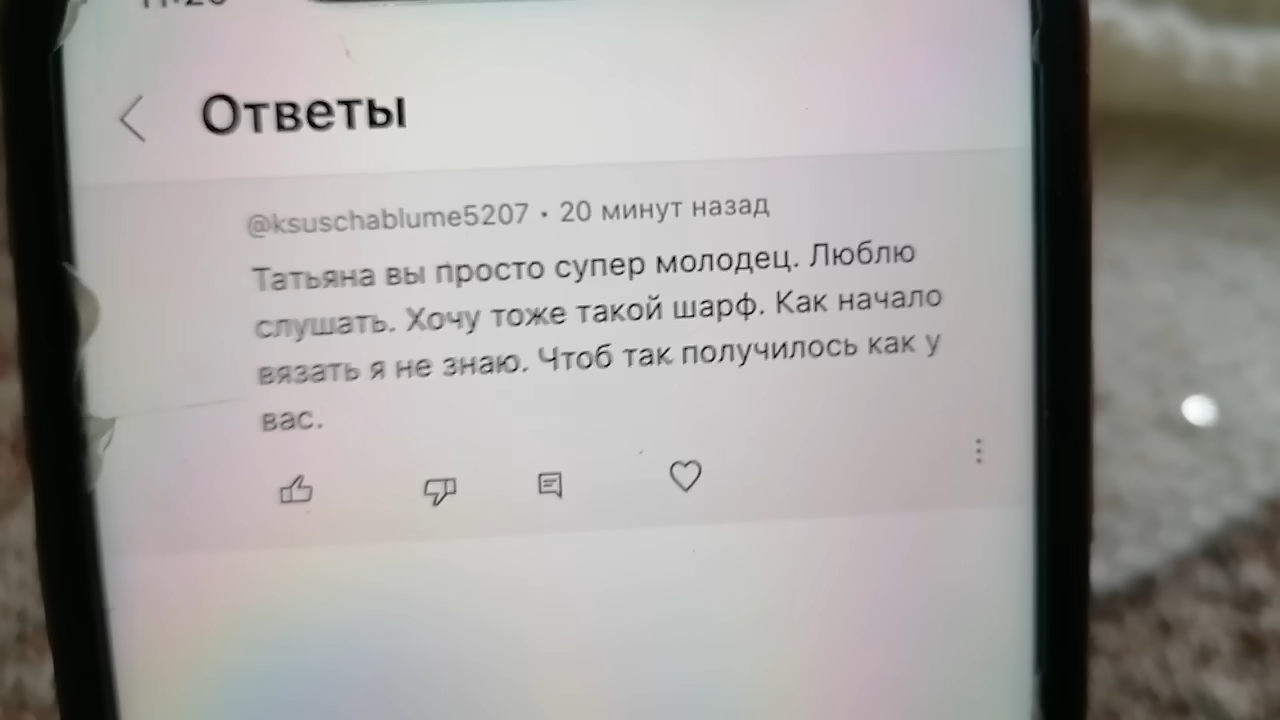 Ответы
@ksuschablume5207 • 20 минут назад
Татьяна вы просто супер молодец. Люблю
слушать. Хочу тоже такой шарф. Как начало
вязать я не знаю. Чтоб так получилось как у
вас.